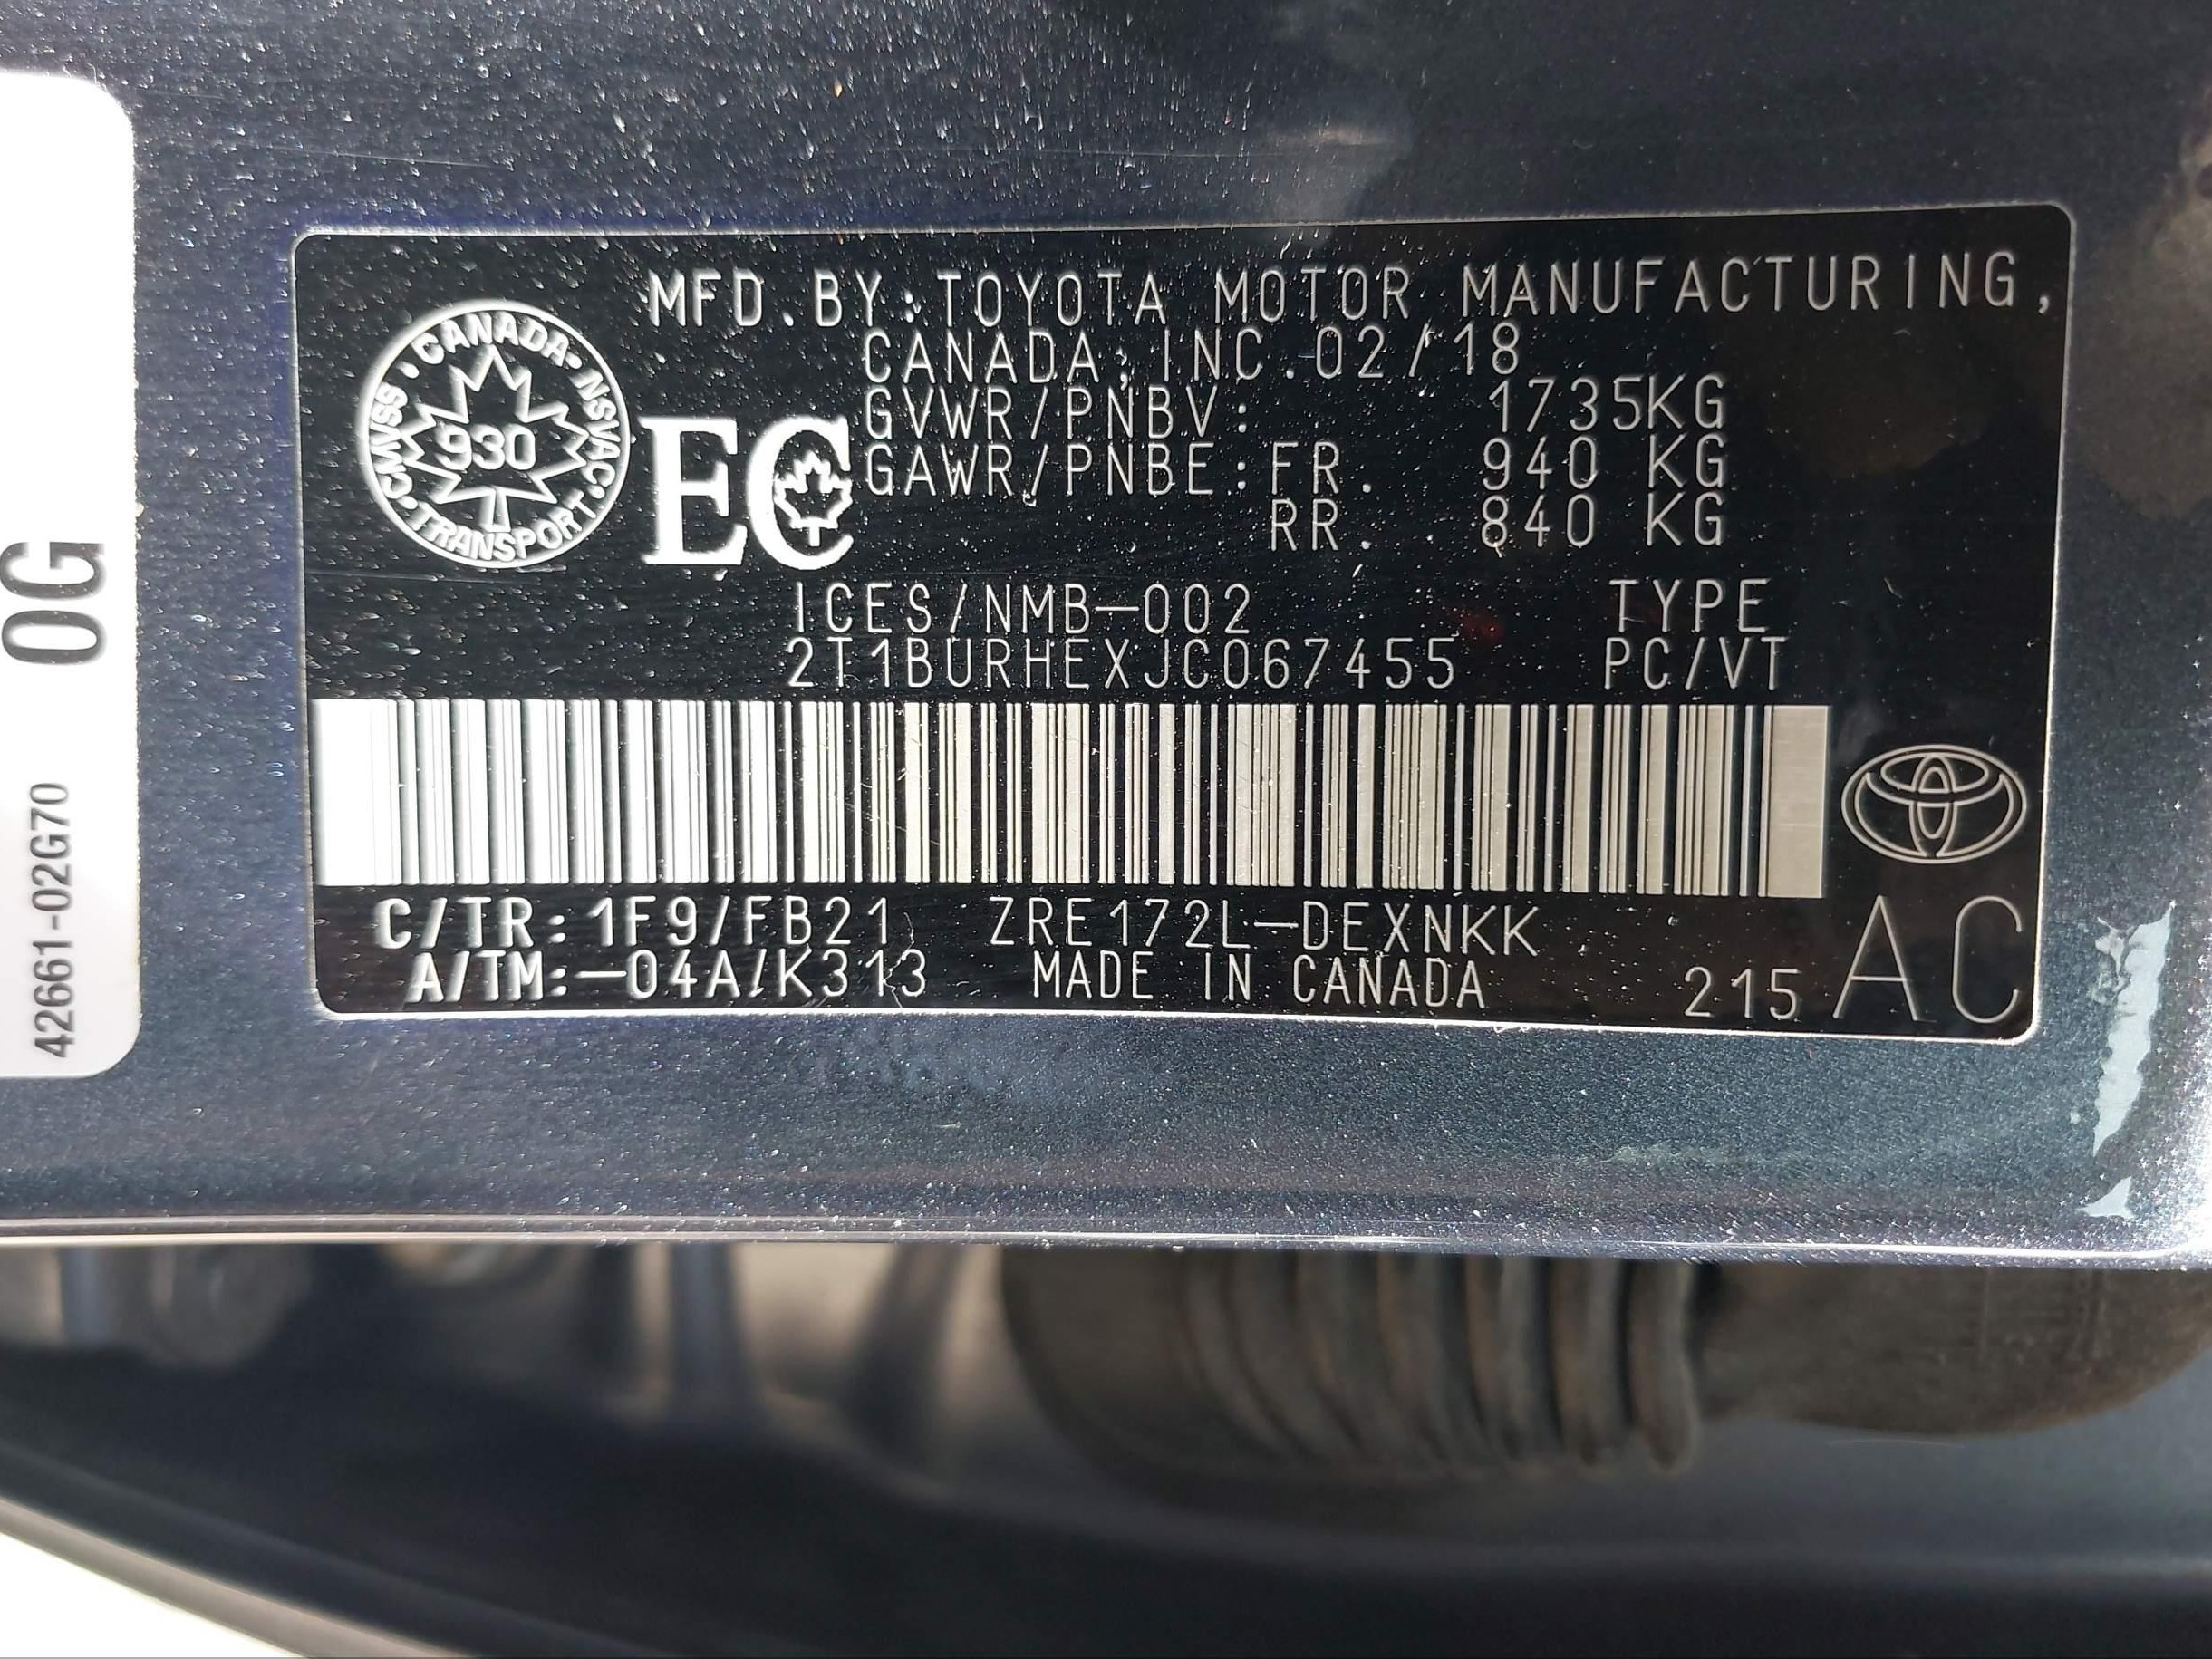 MFD.BY:TOYOTA MOTOR MANUFACTURING,
CANADA, INC.02/18
GVWR/PNBV: 1735KG
GAWR/PNBE:FR. 940 KG
RR. 840 KG
CANADA • NSVAC • TRANSPORT • CMVSS •
930
EC
ICES/NMB-002 TYPE
2T1BURHEXJC067455 PC/VT
C/TR:1F9/FB21 ZRE172L-DEXNKK
A/TM:-04A/K313 MADE IN CANADA 215 AC
0G
42661-02G70